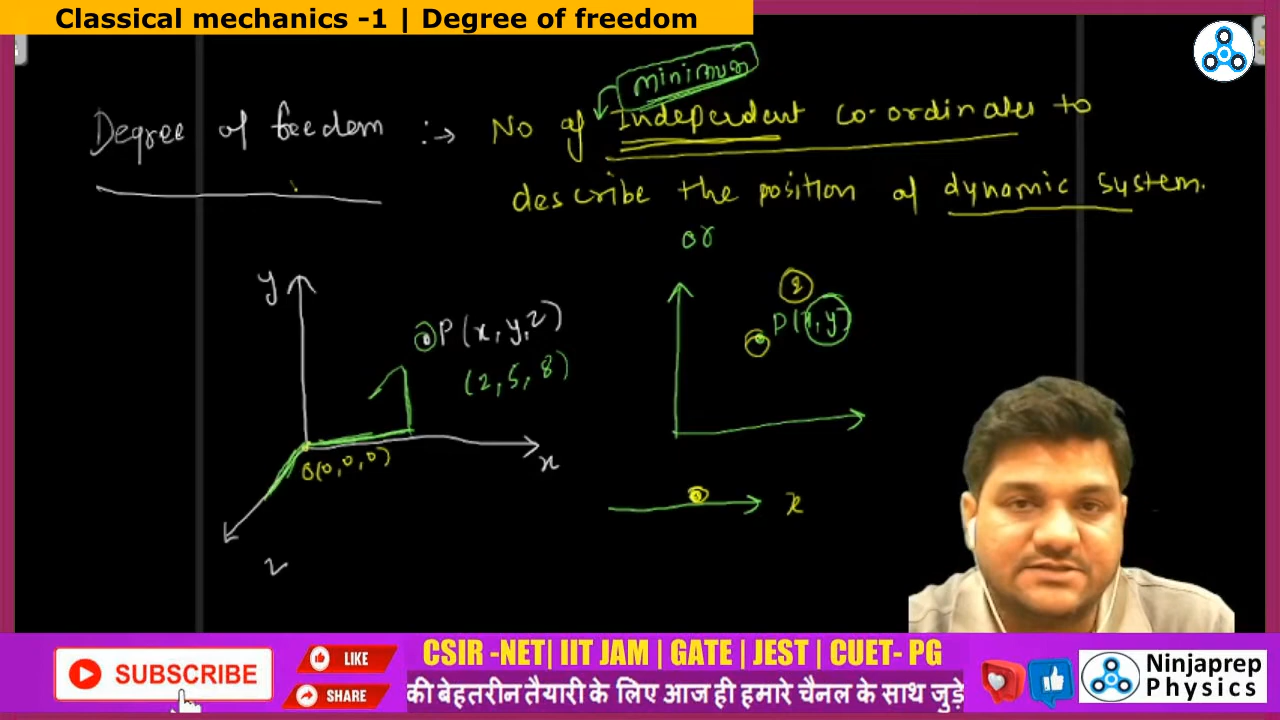 Classical mechanics -1 | Degree of freedom
minimum
Degree of feedom :→ No of Independent co-ordinates to
describe the position of dynamic system.
or
y
P(x, y, z)
(2, 5, 8)
O(0, 0, 0)
x
z
2
P(x, y)
x
SUBSCRIBE
LIKE
SHARE
CSIR -NET| IIT JAM | GATE | JEST | CUET- PG
की बेहतरीन तैयारी के लिए आज ही हमारे चैनल के साथ जुड़े
Ninjaprep
Physics